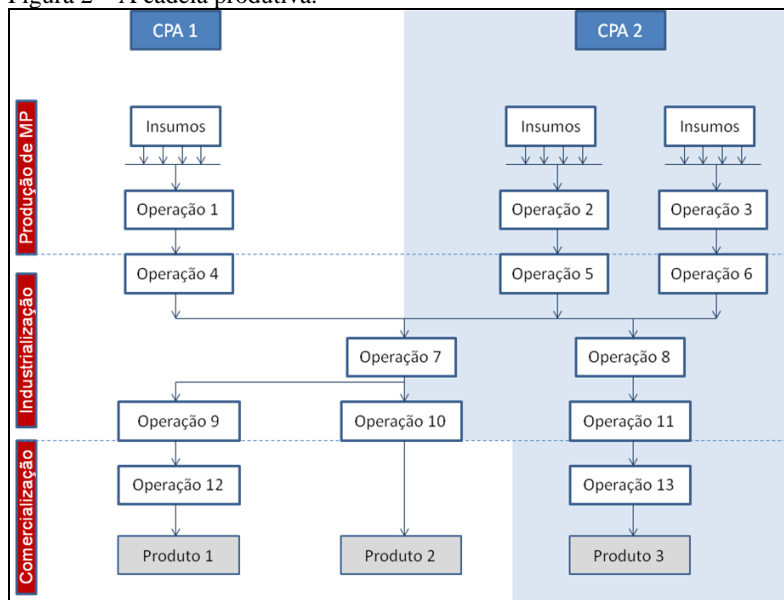 Figura 2 – A cadeia produtiva.
CPA 1
CPA 2
Produção de MP
Insumos
Insumos
Insumos
Operação 1
Operação 2
Operação 3
Industrialização
Operação 4
Operação 5
Operação 6
Operação 7
Operação 8
Operação 9
Operação 10
Operação 11
Comercialização
Operação 12
Operação 13
Produto 1
Produto 2
Produto 3